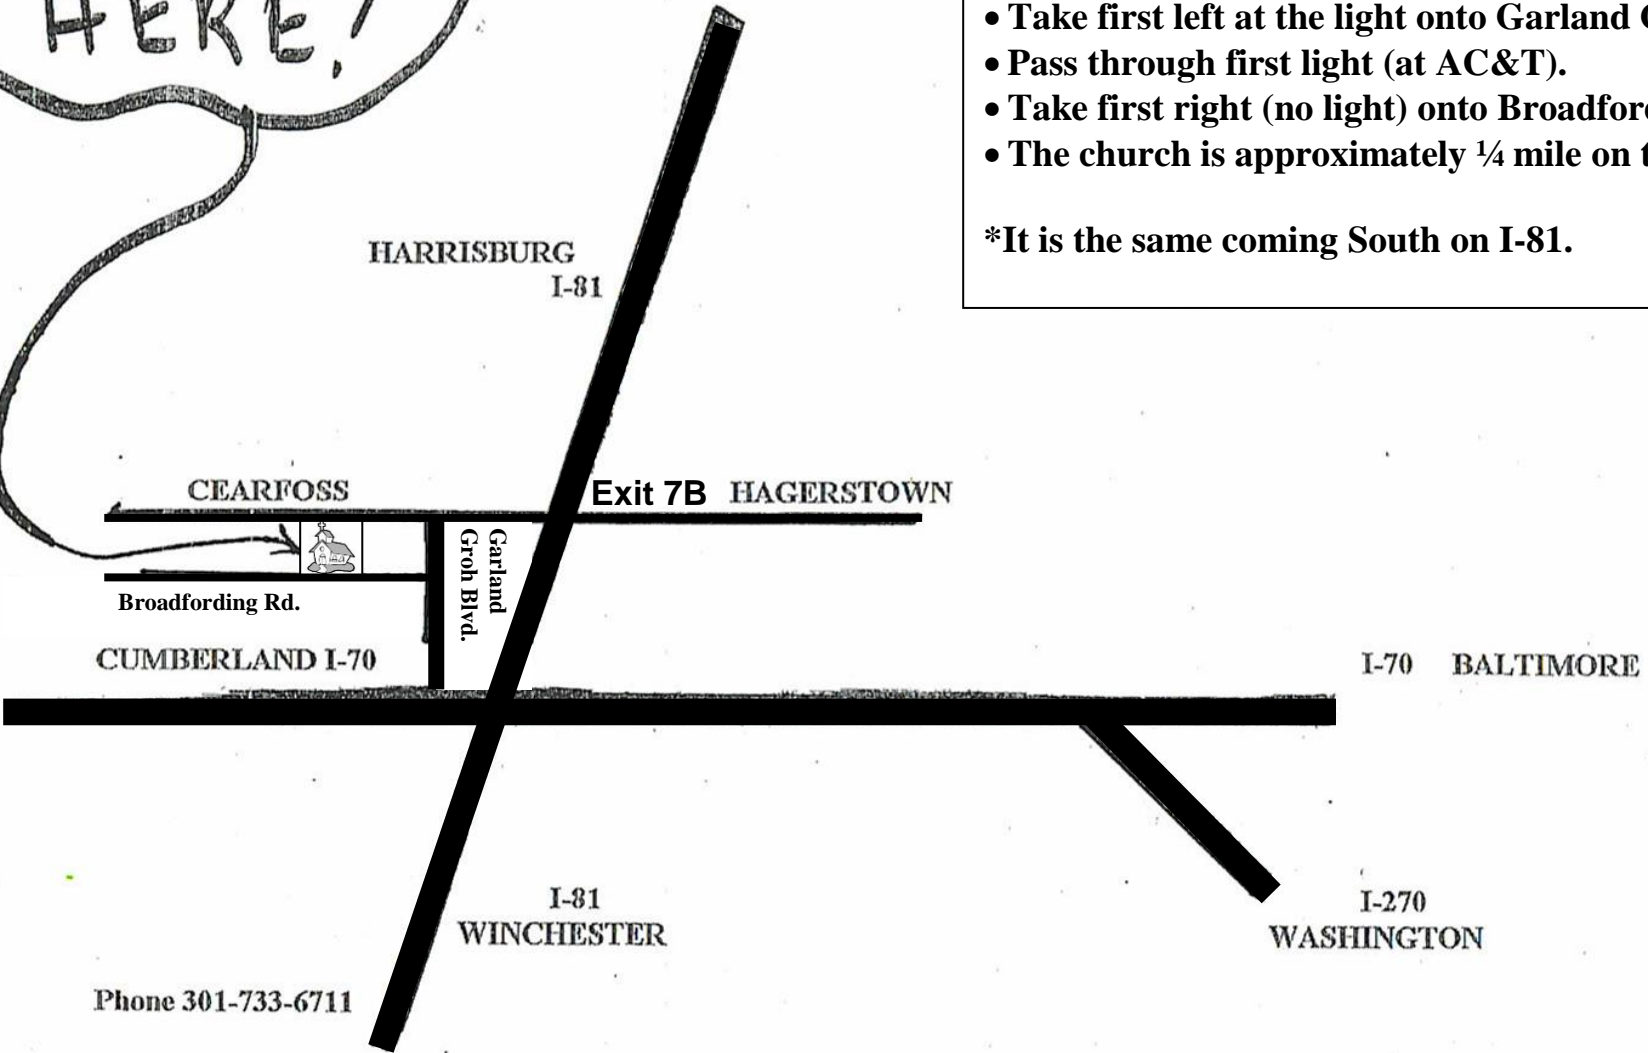 HERE!
• Take first left at the light onto Garland
• Pass through first light (at AC&T).
• Take first right (no light) onto
• The church is approximately ¼ mile on
*It is the same coming South on I-81.
HARRISBURG
I-81
CEARFOSS
Exit 7B HAGERSTOWN
Garland
Groh Blvd.
Broadfording Rd.
CUMBERLAND I-70
I-70 BALTIMORE
I-81
WINCHESTER
I-270
WASHINGTON
Phone 301-733-6711